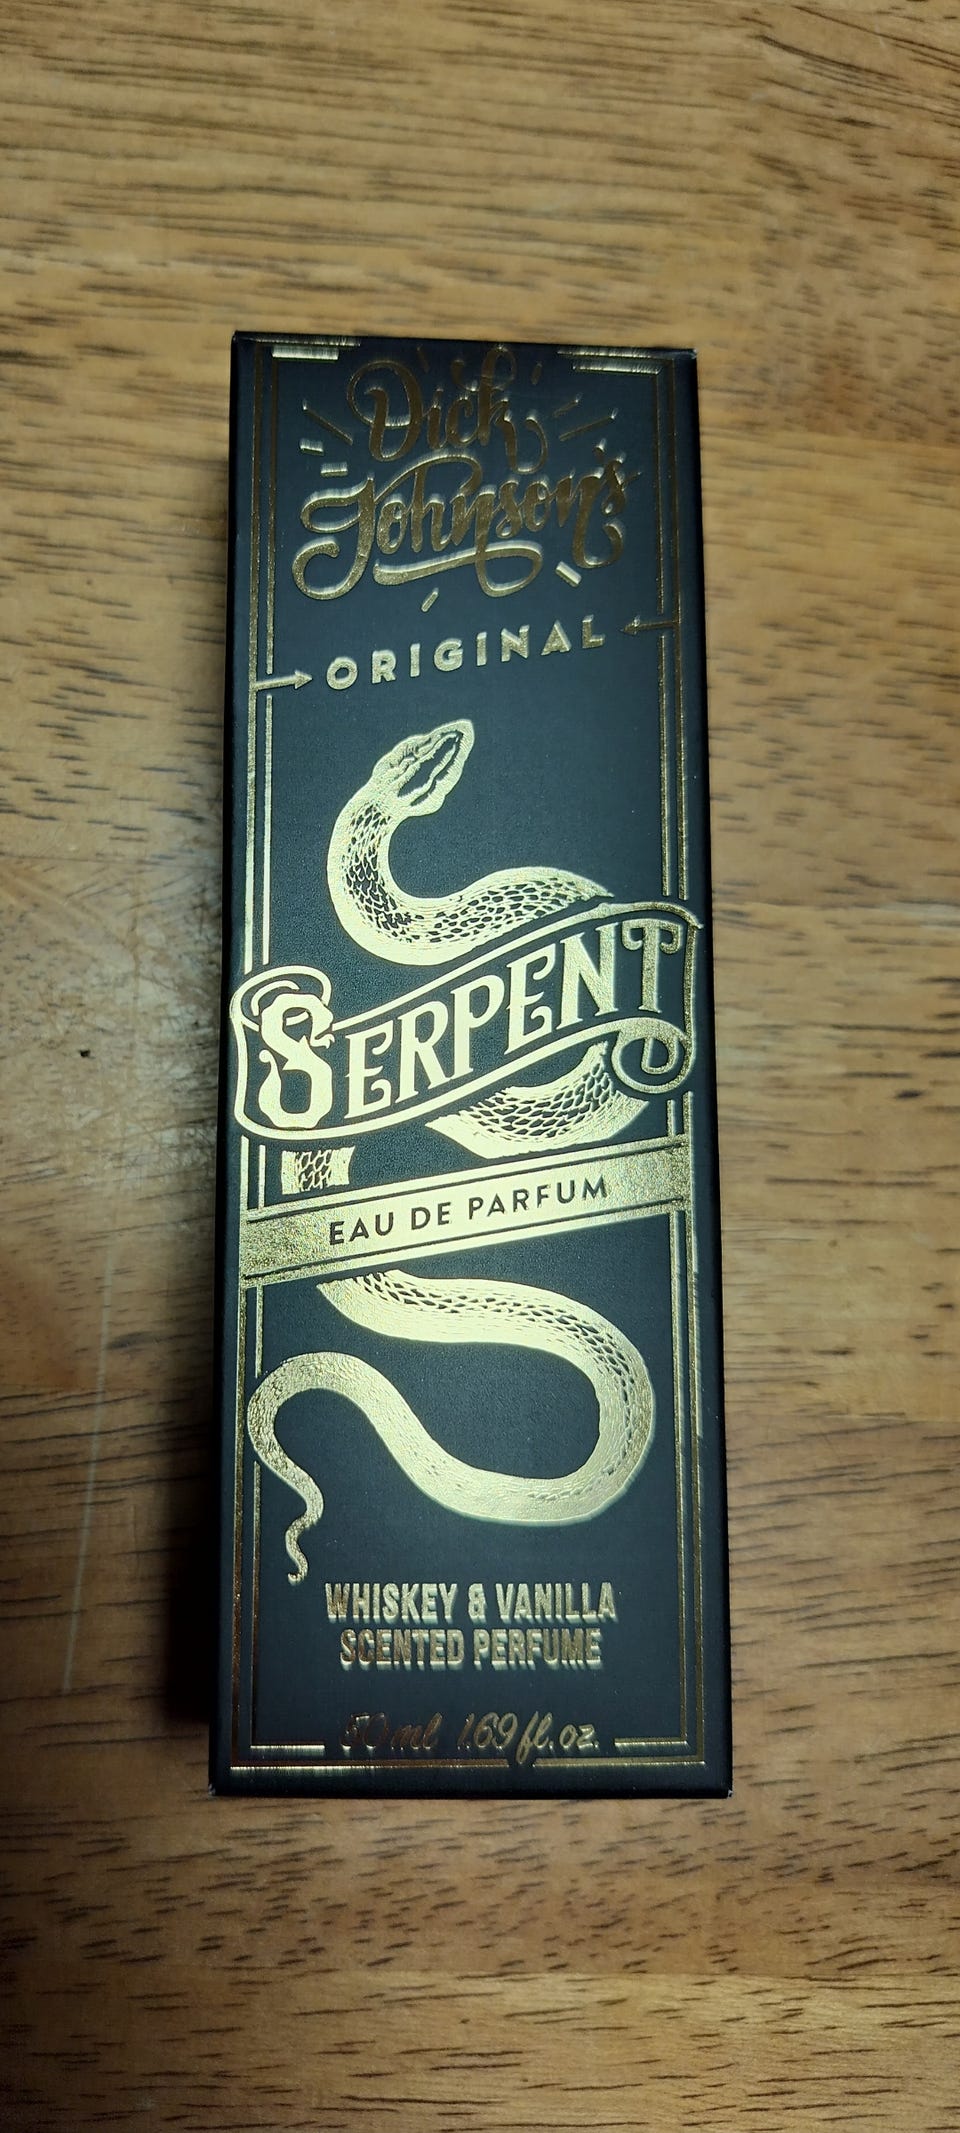 Dick
Johnson's
ORIGINAL
SERPENT
EAU DE PARFUM
WHISKEY & VANILLA
SCENTED PERFUME
50 ml 1.69 fl. oz.